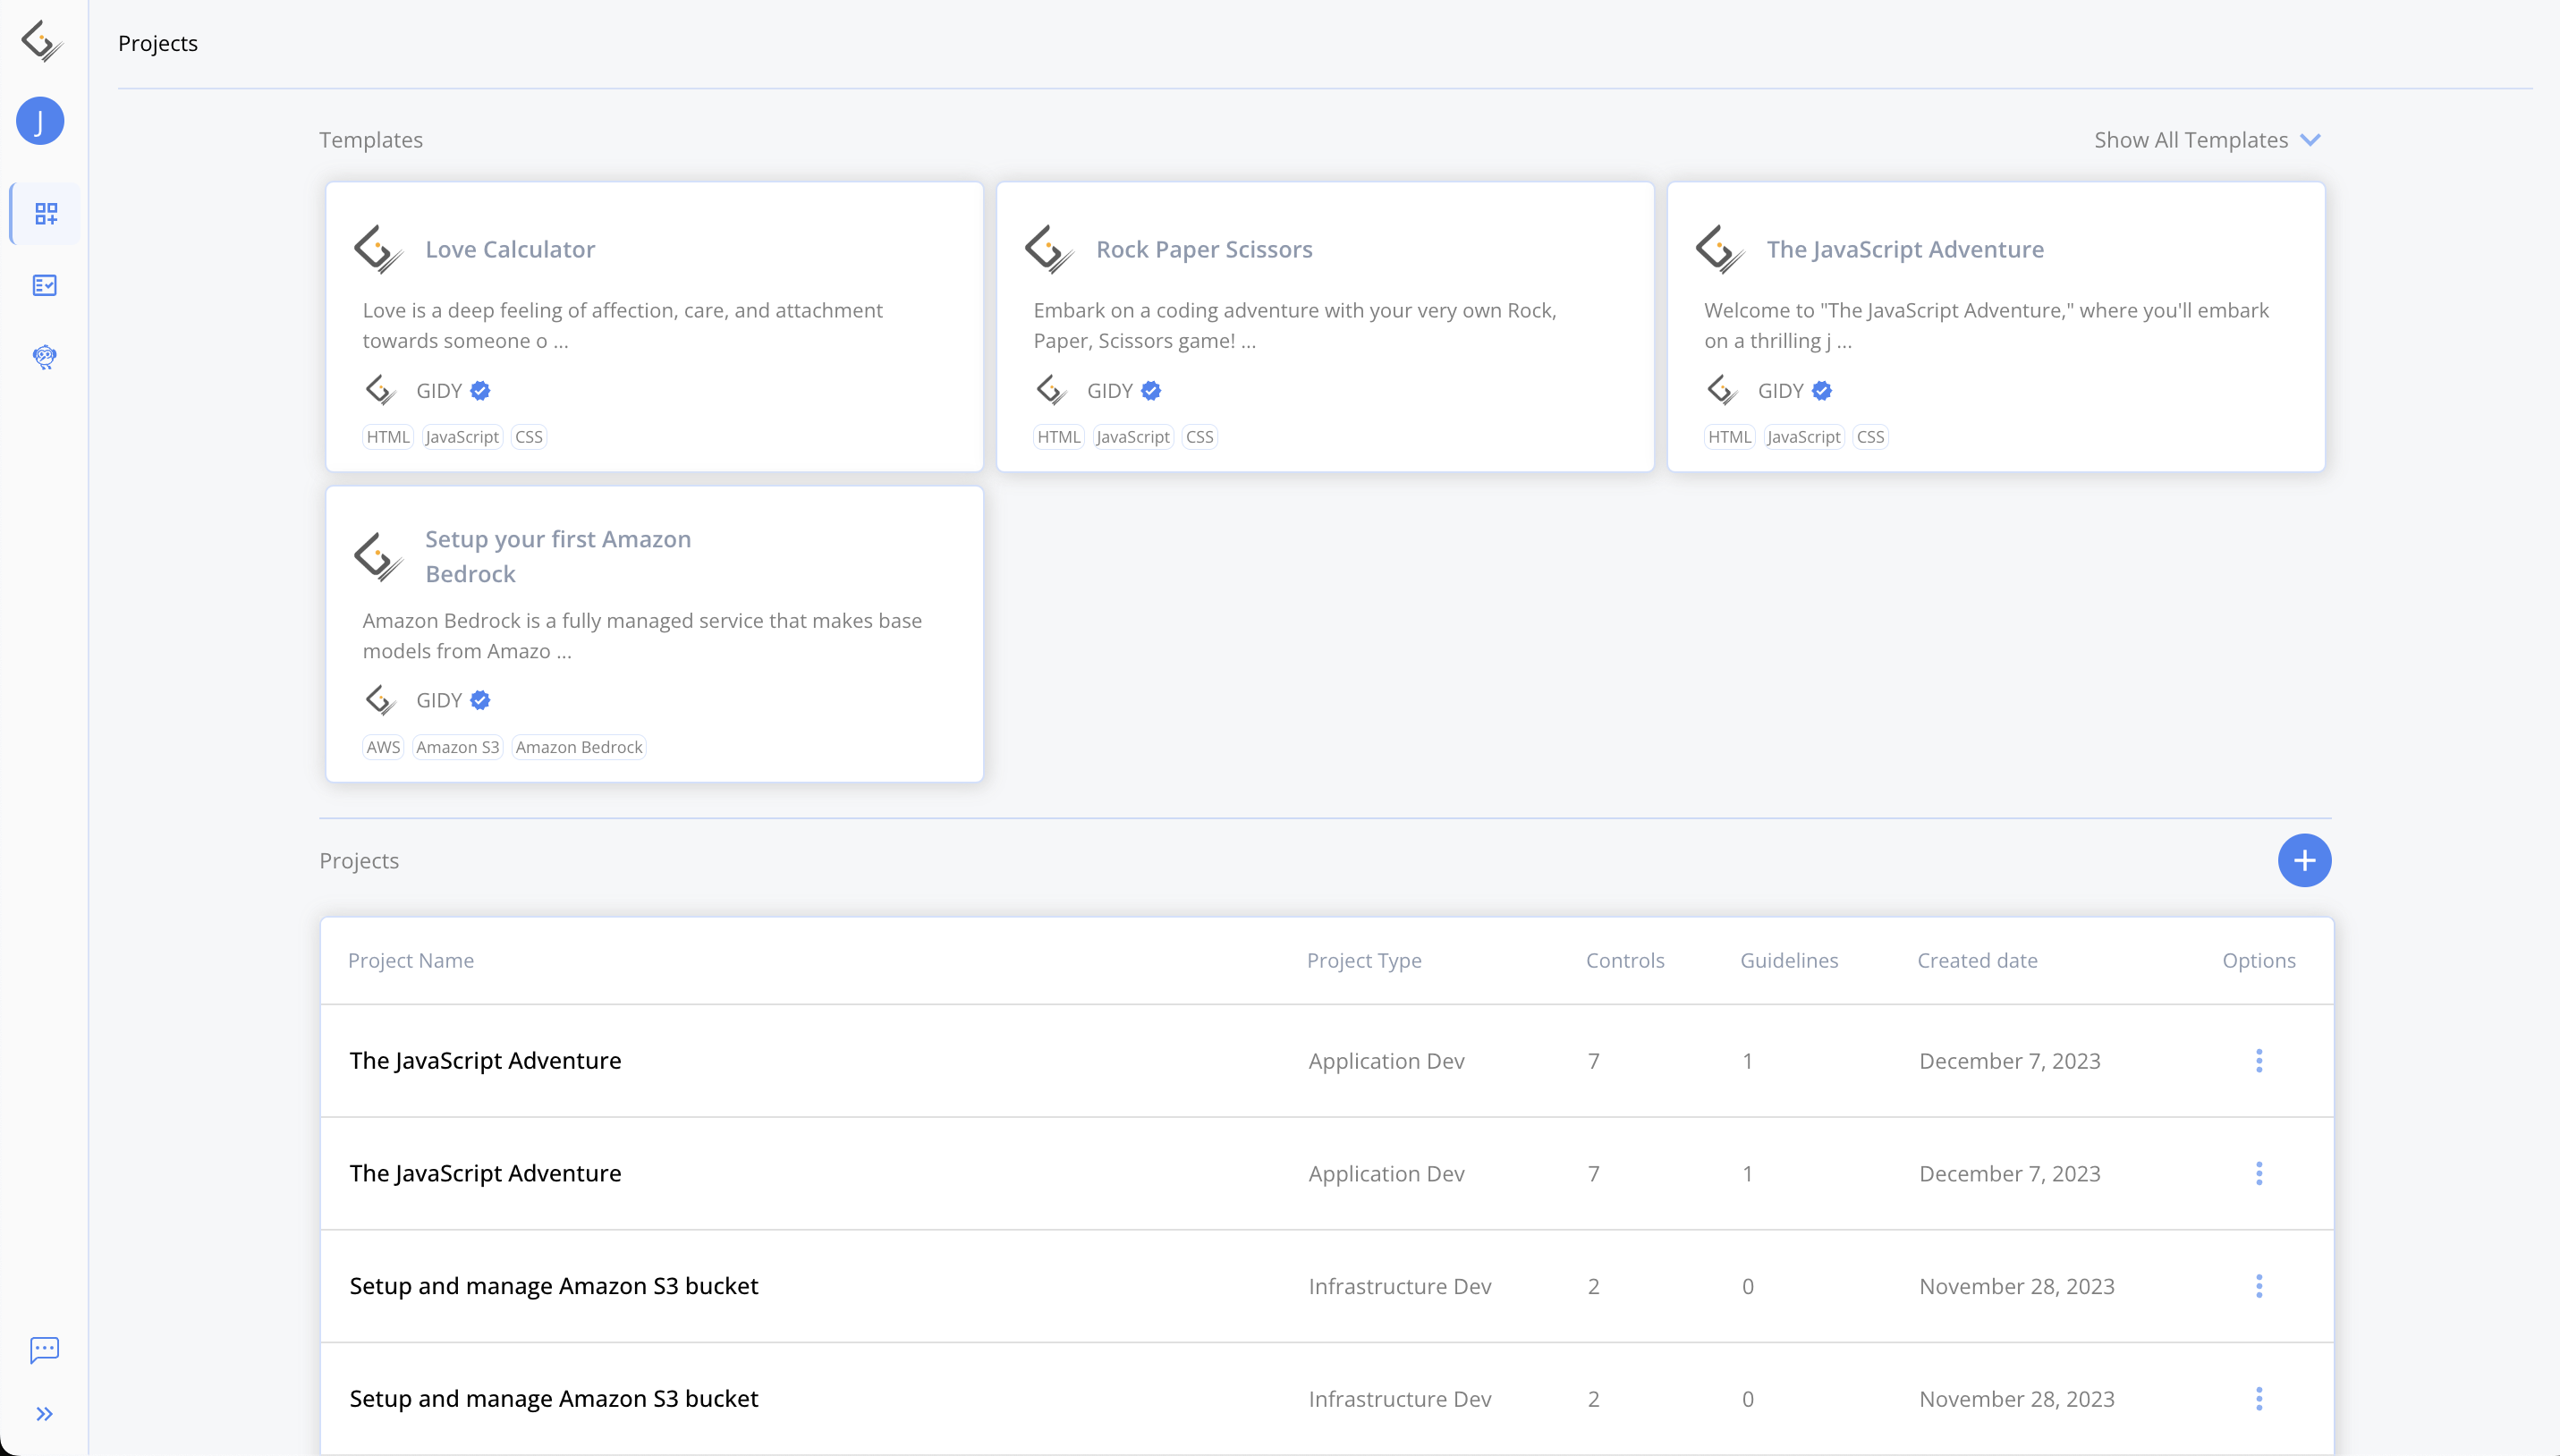 Projects
J
Templates
Show All Templates
Love Calculator
Love is a deep feeling of affection, care, and attachment
towards someone o ...
GIDY
HTML JavaScript CSS
Rock Paper Scissors
Embark on a coding adventure with your very own Rock,
Paper, Scissors game! ...
GIDY
HTML JavaScript CSS
The JavaScript Adventure
Welcome to "The JavaScript Adventure," where you'll embark
on a thrilling j ...
GIDY
HTML JavaScript CSS
Setup your first Amazon
Bedrock
Amazon Bedrock is a fully managed service that makes base
models from Amazo ...
GIDY
AWS Amazon S3 Amazon Bedrock
Projects
Project Name Project Type Controls Guidelines Created date Options
The JavaScript Adventure Application Dev 7 1 December 7, 2023
The JavaScript Adventure Application Dev 7 1 December 7, 2023
Setup and manage Amazon S3 bucket Infrastructure Dev 2 0 November 28, 2023
Setup and manage Amazon S3 bucket Infrastructure Dev 2 0 November 28, 2023